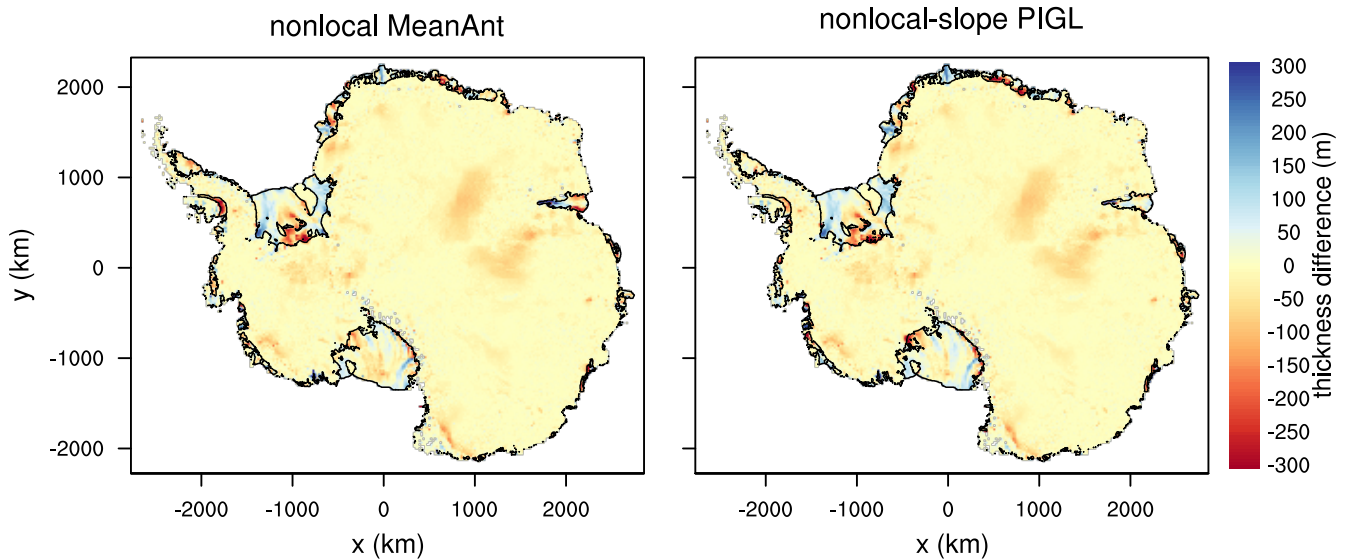 nonlocal MeanAnt
nonlocal-slope PIGL
2000
1000
0
-1000
-2000
y (km)
-2000 -1000 0 1000 2000
x (km)
-2000 -1000 0 1000 2000
x (km)
300
250
200
150
100
50
0
-50
-100
-150
-200
-250
-300
thickness difference (m)